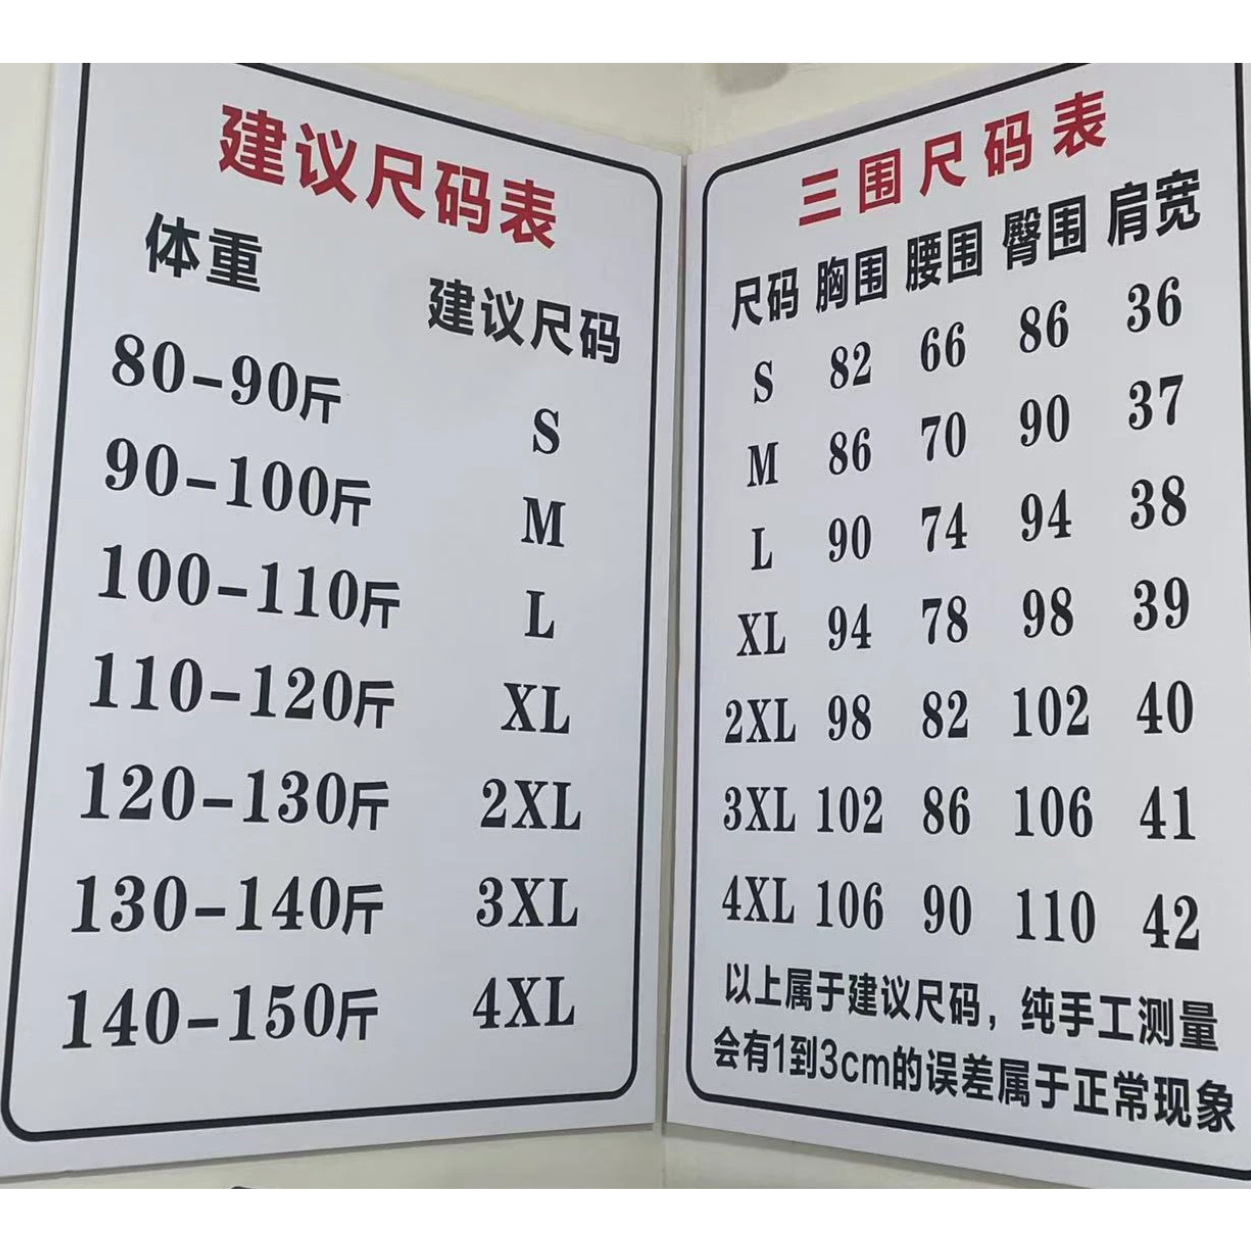 建议尺码表
体重 建议尺码
80-90斤 S
90-100斤 M
100-110斤 L
110-120斤 XL
120-130斤 2XL
130-140斤 3XL
140-150斤 4XL
三围尺码表
尺码 胸围 腰围 臀围 肩宽
S 82 66 86 36
M 86 70 90 37
L 90 74 94 38
XL 94 78 98 39
2XL 98 82 102 40
3XL 102 86 106 41
4XL 106 90 110 42
以上属于建议尺码，纯手工测量
会有1到3cm的误差属于正常现象